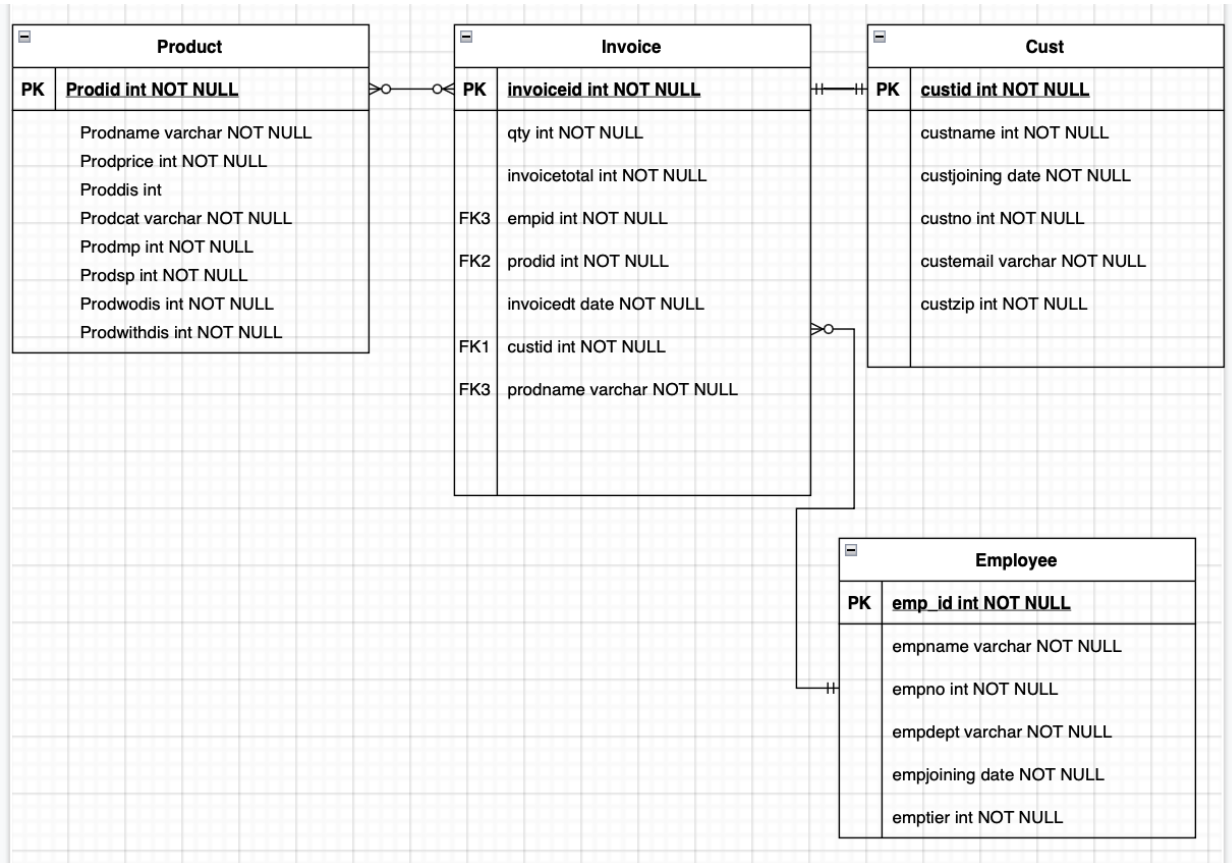 Product
PK Prodid int NOT NULL
Prodname varchar NOT NULL
Prodprice int NOT NULL
Proddis int
Prodcat varchar NOT NULL
Prodmp int NOT NULL
Prodsp int NOT NULL
Prodwodis int NOT NULL
Prodwithdis int NOT NULL
Invoice
PK invoiceid int NOT NULL
qty int NOT NULL
invoicetotal int NOT NULL
FK3 empid int NOT NULL
FK2 prodid int NOT NULL
invoicedt date NOT NULL
FK1 custid int NOT NULL
FK3 prodname varchar NOT NULL
Cust
PK custid int NOT NULL
custname int NOT NULL
custjoining date NOT NULL
custno int NOT NULL
custemail varchar NOT NULL
custzip int NOT NULL
Employee
PK emp_id int NOT NULL
empname varchar NOT NULL
empno int NOT NULL
empdept varchar NOT NULL
empjoining date NOT NULL
emptier int NOT NULL